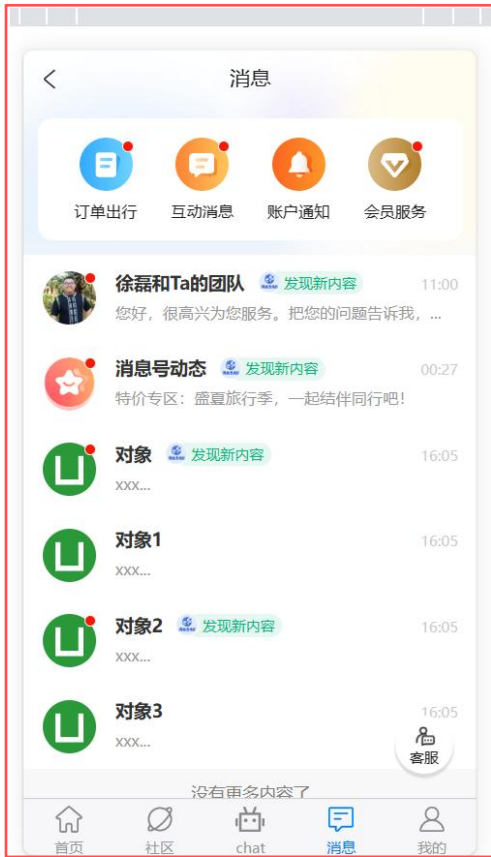 消息
订单出行 互动消息 账户通知 会员服务
徐磊和Ta的团队 发现新内容 11:00
您好，很高兴为您服务。把您的问题告诉我，...
消息号动态 发现新内容 00:27
特价专区：盛夏旅行季，一起结伴同行吧！
对象 发现新内容 16:05
xxx...
对象1 16:05
xxx...
对象2 发现新内容 16:05
xxx...
对象3 16:05
xxx...
客服
没有更多内容了
首页 社区 chat 消息 我的